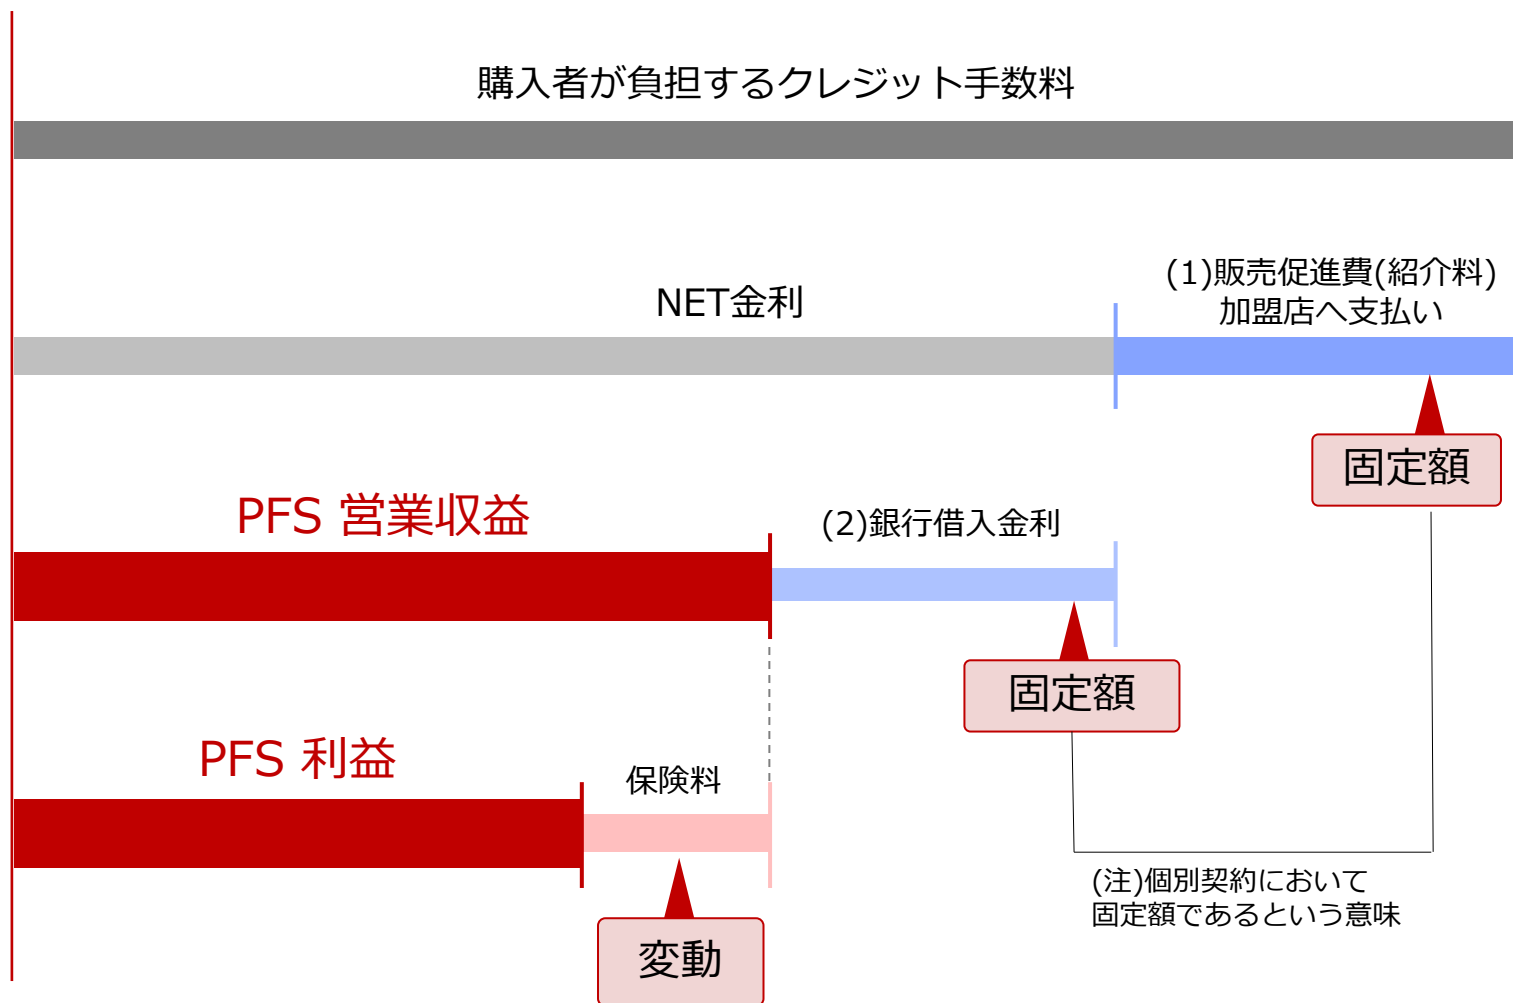 購入者が負担するクレジット手数料
NET金利
(1)販売促進費(紹介料)
加盟店へ支払い
固定額
PFS 営業収益
(2)銀行借入金利
固定額
PFS 利益
保険料
変動
(注)個別契約において
固定額であるという意味